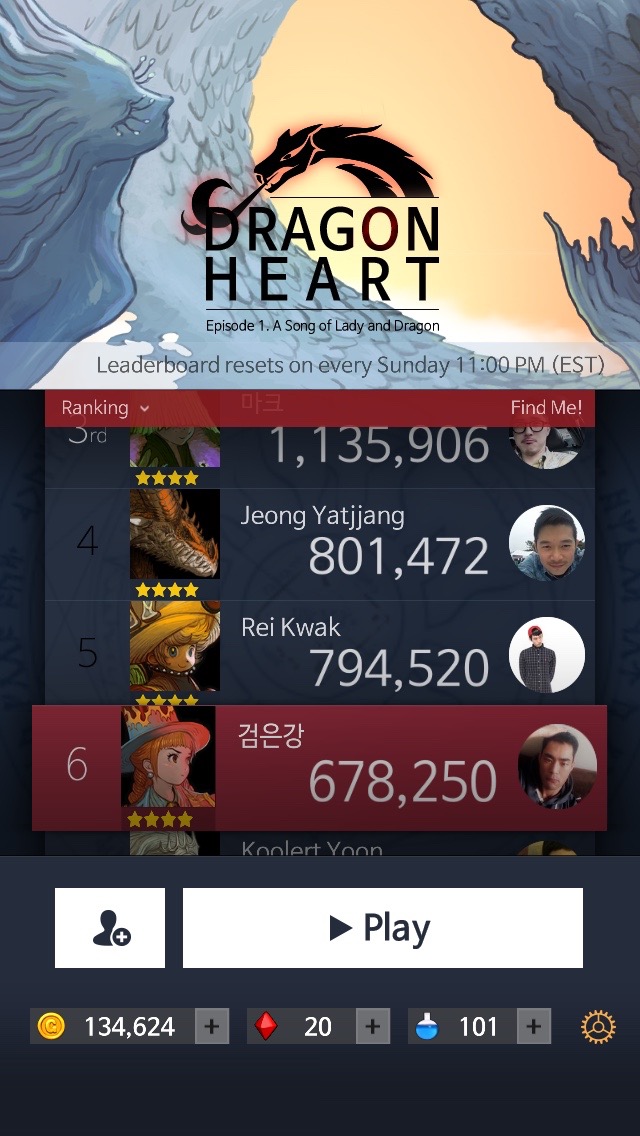 DRAGON
HEART
Episode 1. A Song of Lady and Dragon
Leaderboard resets on every Sunday 11:00 PM (EST)
Ranking
Find Me!
마크
3rd
1,135,906
4
Jeong Yatjjang
801,472
5
Rei Kwak
794,520
6
검은강
678,250
Koolert Yoon
Play
134,624 +
20 +
101 +